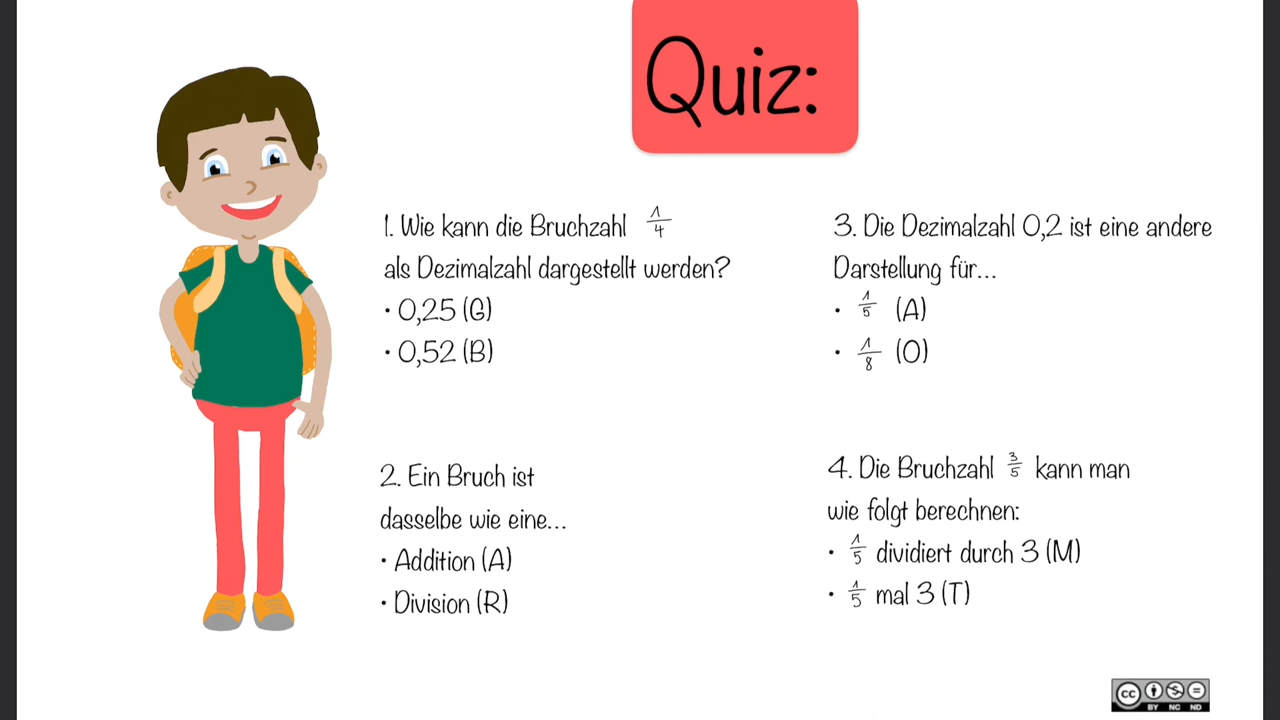 Quiz:
1. Wie kann die Bruchzahl 1/4
als Dezimalzahl dargestellt werden?
• 0,25 (G)
• 0,52 (B)
2. Ein Bruch ist
dasselbe wie eine...
• Addition (A)
• Division (R)
3. Die Dezimalzahl 0,2 ist eine andere
Darstellung für...
• 1/5 (A)
• 1/8 (O)
4. Die Bruchzahl 3/5 kann man
wie folgt berechnen:
• 1/5 dividiert durch 3 (M)
• 1/5 mal 3 (T)
cc
BY NC ND